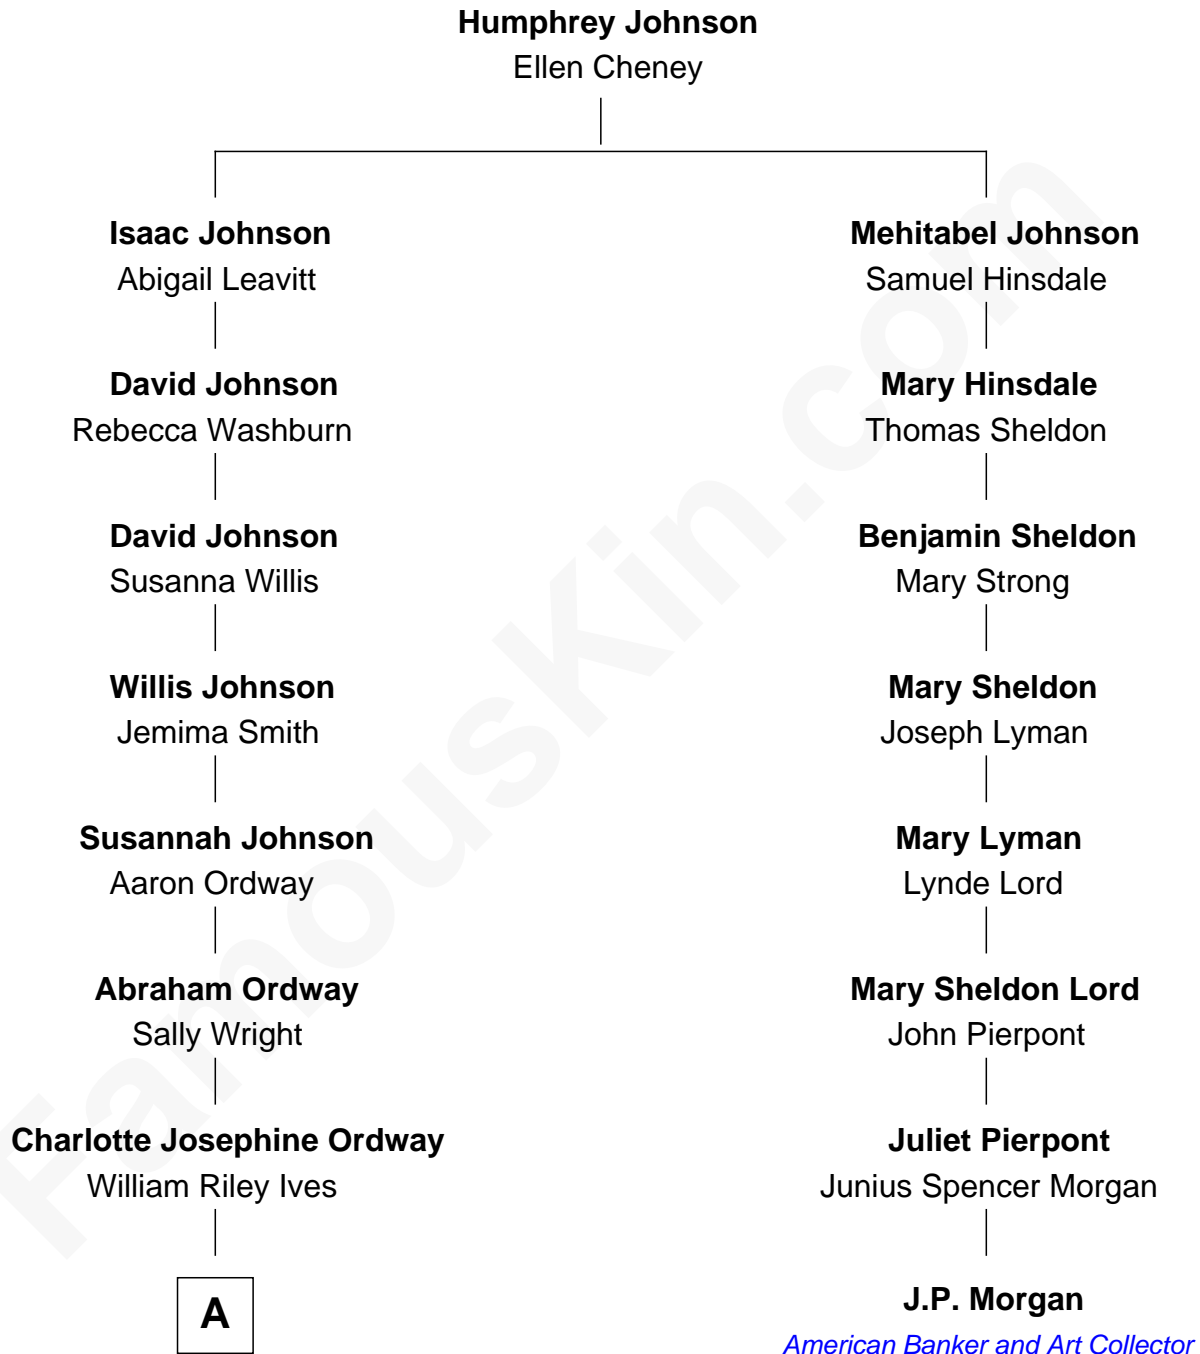 Humphrey Johnson
Ellen Cheney
Isaac Johnson
Abigail Leavitt
Mehitabel Johnson
Samuel Hinsdale
David Johnson
Rebecca Washburn
Mary Hinsdale
Thomas Sheldon
David Johnson
Susanna Willis
Benjamin Sheldon
Mary Strong
Willis Johnson
Jemima Smith
Mary Sheldon
Joseph Lyman
Susannah Johnson
Aaron Ordway
Mary Lyman
Lynde Lord
Abraham Ordway
Sally Wright
Mary Sheldon Lord
John Pierpont
Charlotte Josephine Ordway
William Riley Ives
Juliet Pierpont
Junius Spencer Morgan
A
J.P. Morgan
American Banker and Art Collector
FamousKin.com